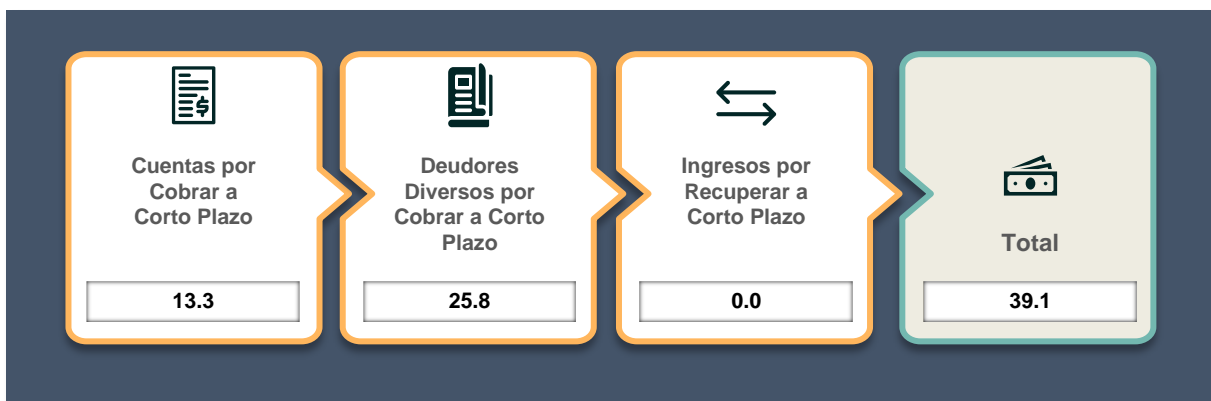 Cuentas por
Cobrar a
Corto Plazo
13.3
Deudores
Diversos por
Cobrar a Corto
Plazo
25.8
Ingresos por
Recuperar a
Corto Plazo
0.0
Total
39.1